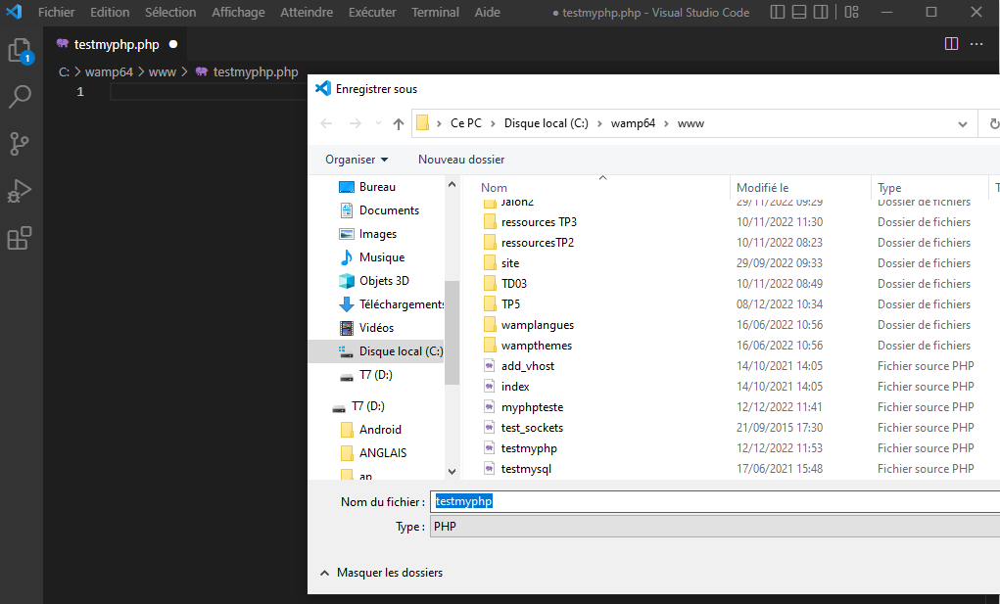 Fichier Edition Sélection Affichage Atteindre Exécuter Terminal Aide ● testmyphp.php - Visual Studio Code
testmyphp.php ●
1
C: > wamp64 > www > testmyphp.php
1
Enregistrer sous
Ce PC > Disque local (C:) > wamp64 > www
Organiser Nouveau dossier
Nom Modifié le Type
Bureau
Documents
Images
Musique
Objets 3D
Téléchargements
Vidéos
Disque local (C:)
T7 (D:)
T7 (D:)
Android
ANGLAIS
ap
Jalon2 29/11/2022 09:29 Dossier de fichiers
ressources TP3 10/11/2022 11:30 Dossier de fichiers
ressourcesTP2 10/11/2022 08:23 Dossier de fichiers
site 29/09/2022 09:33 Dossier de fichiers
TD03 10/11/2022 08:49 Dossier de fichiers
TP5 08/12/2022 10:34 Dossier de fichiers
wamplangues 16/06/2022 10:56 Dossier de fichiers
wampthemes 16/06/2022 10:56 Dossier de fichiers
add_vhost 14/10/2021 14:05 Fichier source PHP
index 14/10/2021 14:05 Fichier source PHP
myphpteste 12/12/2022 11:41 Fichier source PHP
test_sockets 21/09/2015 17:30 Fichier source PHP
testmyphp 12/12/2022 11:53 Fichier source PHP
testmysql 17/06/2021 15:48 Fichier source PHP
Nom du fichier : testmyphp
Type : PHP
Masquer les dossiers